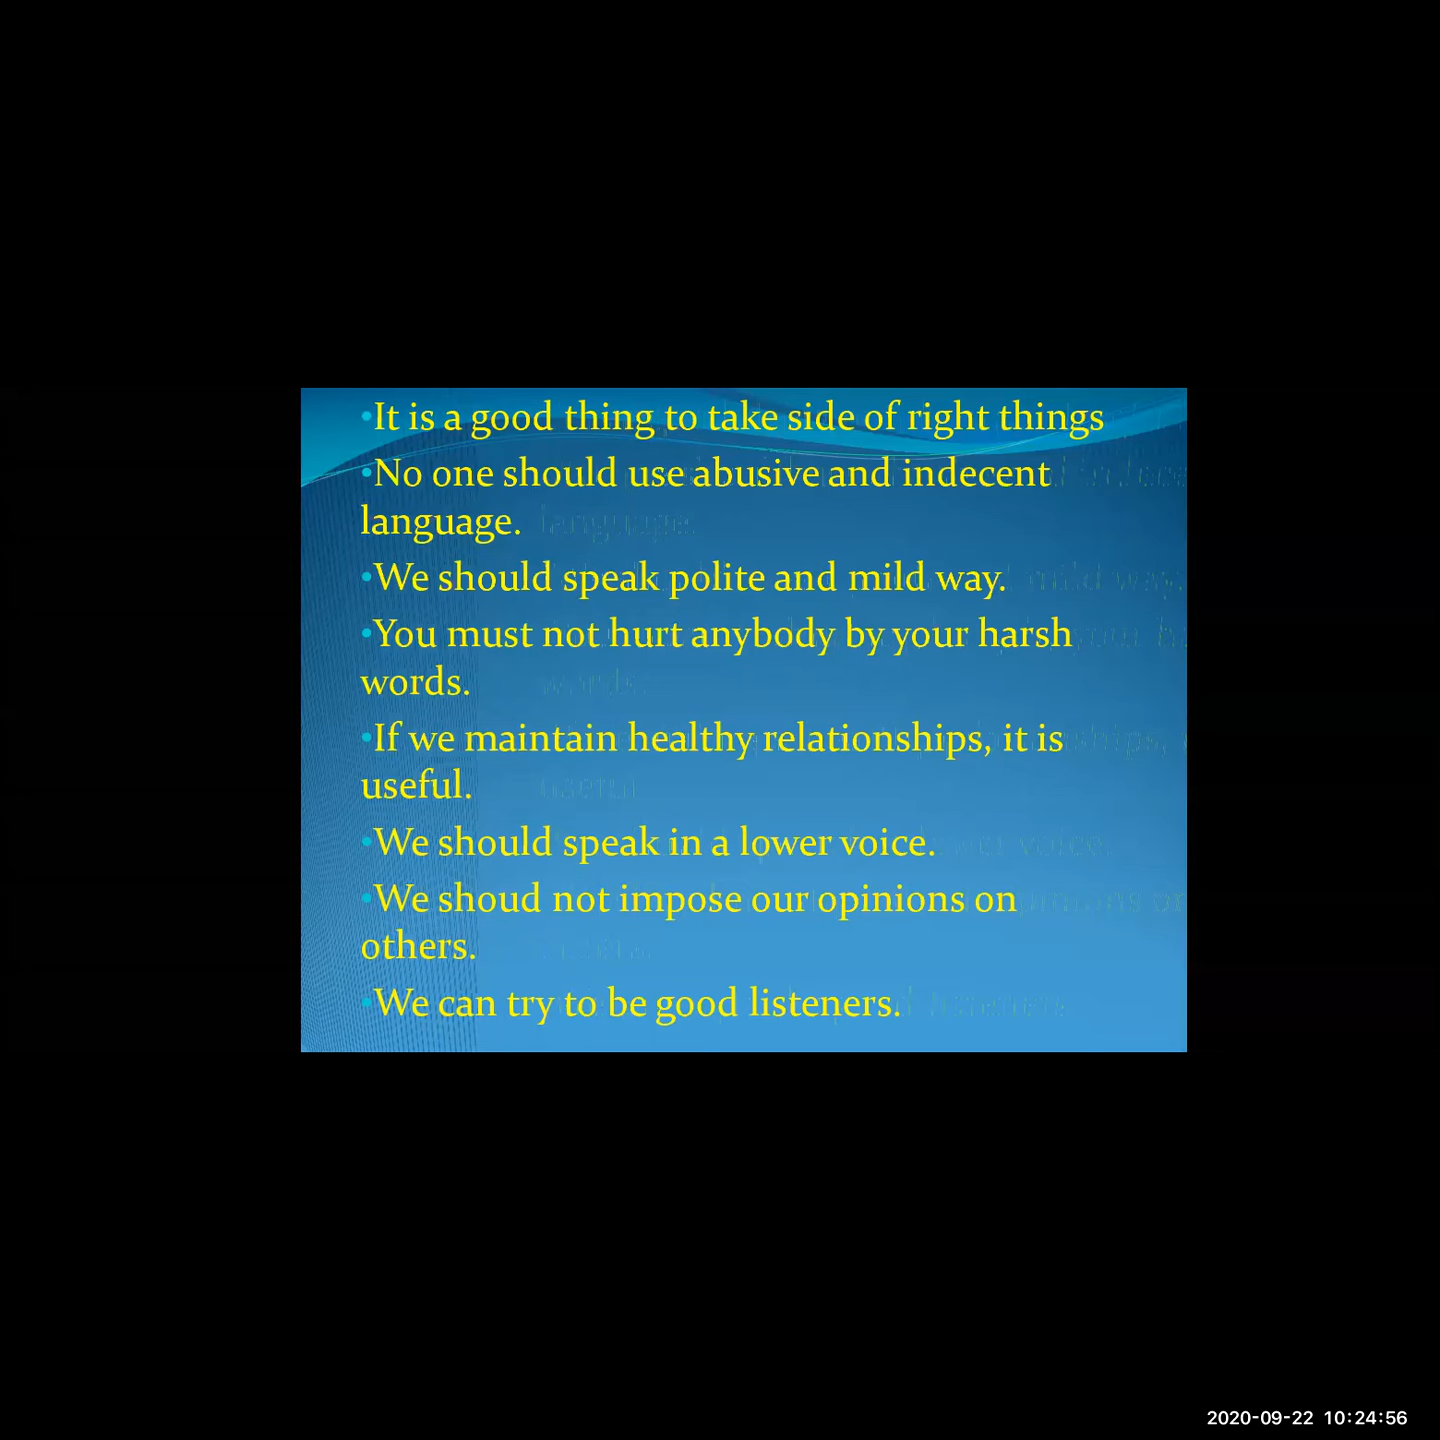 •It is a good thing to take side of right things
•No one should use abusive and indecent
language.
•We should speak polite and mild way.
•You must not hurt anybody by your harsh
words.
•If we maintain healthy relationships, it is
useful.
•We should speak in a lower voice.
•We shoud not impose our opinions on
others.
•We can try to be good listeners.
2020-09-22 10:24:56